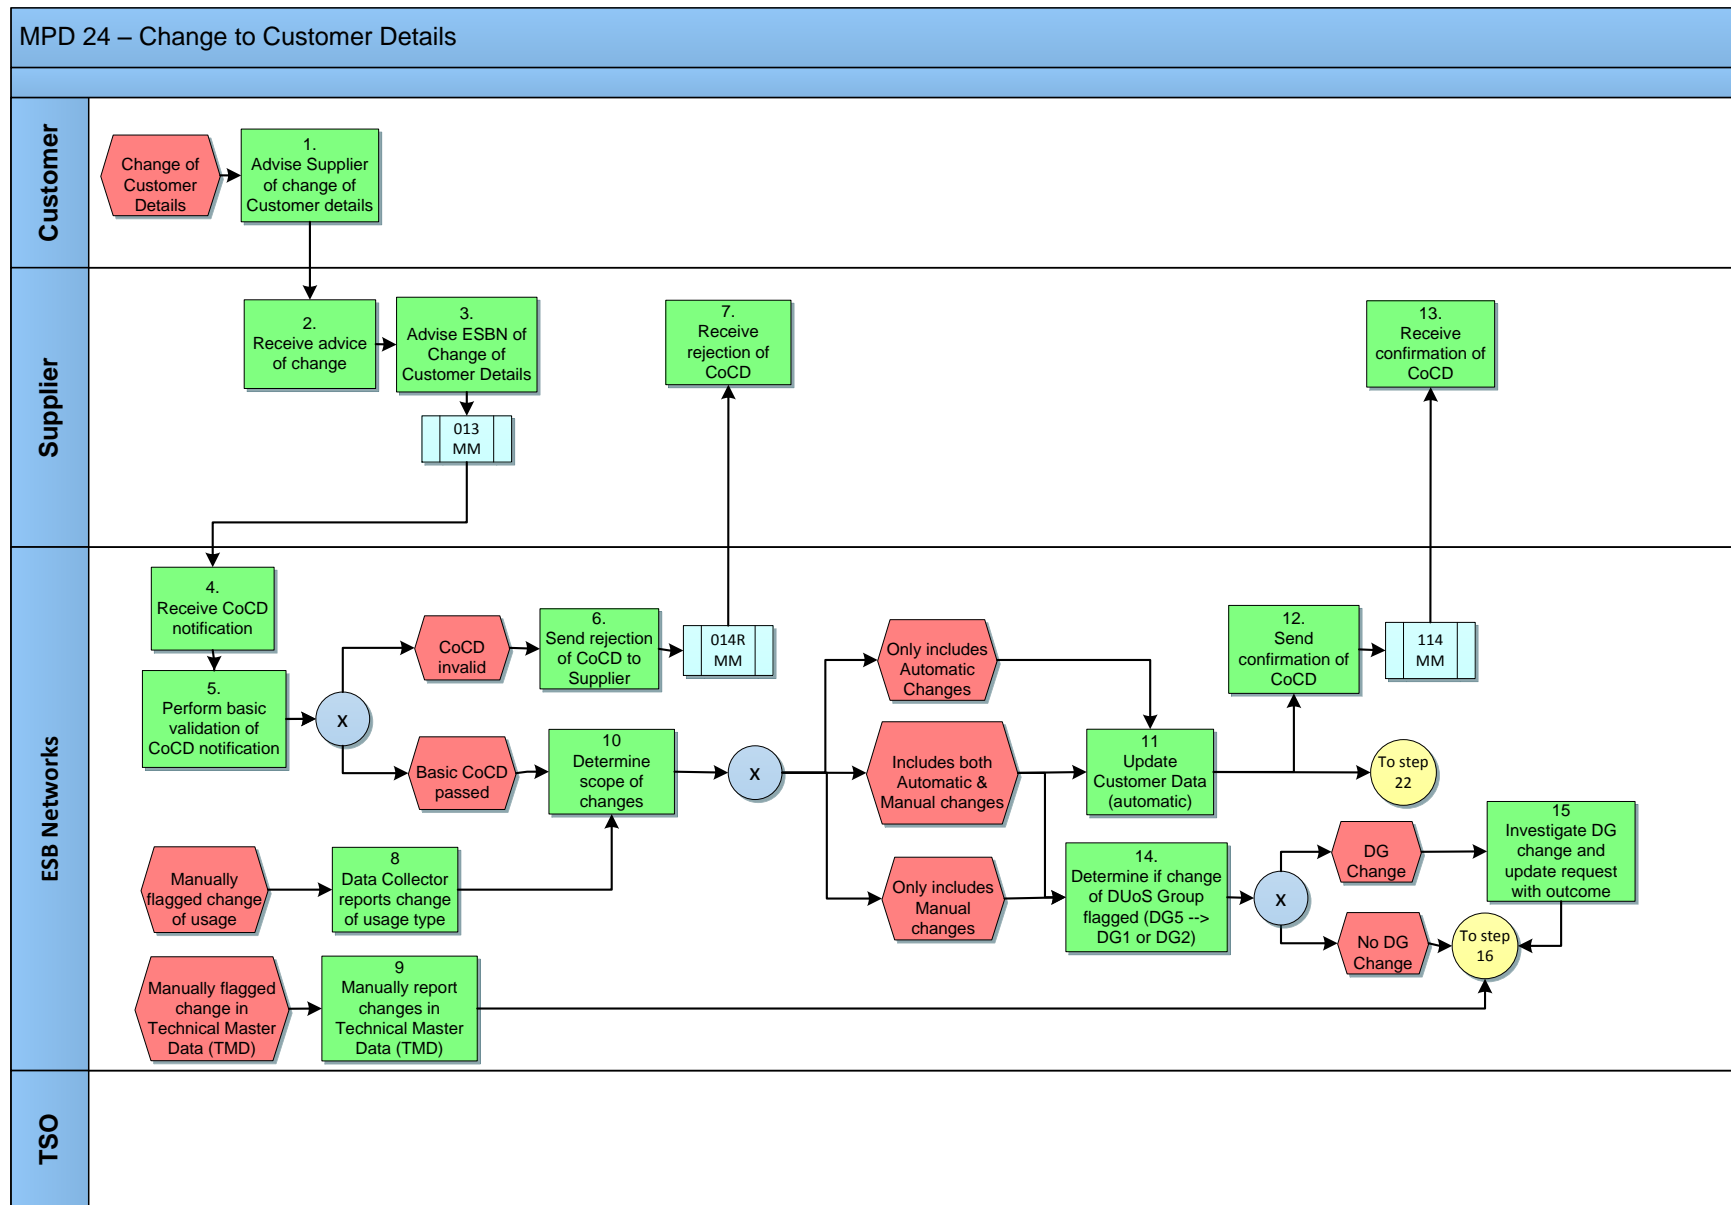 MPD 24 – Change to Customer Details
Customer
Change of
Customer
Details
1.
Advise Supplier
of change of
Customer details
Supplier
2.
Receive advice
of change
3.
Advise ESBN of
Change of
Customer Details
013
MM
7.
Receive
rejection of
CoCD
13.
Receive
confirmation of
CoCD
ESB Networks
4.
Receive CoCD
notification
5.
Perform basic
validation of
CoCD notification
X
CoCD
invalid
6.
Send rejection
of CoCD to
Supplier
014R
MM
Basic CoCD
passed
10
Determine
scope of
changes
X
Only includes
Automatic
Changes
Includes both
Automatic &
Manual changes
Only includes
Manual
changes
11
Update
Customer Data
(automatic)
12.
Send
confirmation of
CoCD
114
MM
To step
22
Manually
flagged change
of usage
8
Data Collector
reports change
of usage type
14.
Determine if change
of DUoS Group
flagged (DG5 -->
DG1 or DG2)
X
DG
Change
No DG
Change
15
Investigate DG
change and
update request
with outcome
To step
16
Manually flagged
change in
Technical Master
Data (TMD)
9
Manually report
changes in
Technical Master
Data (TMD)
TSO